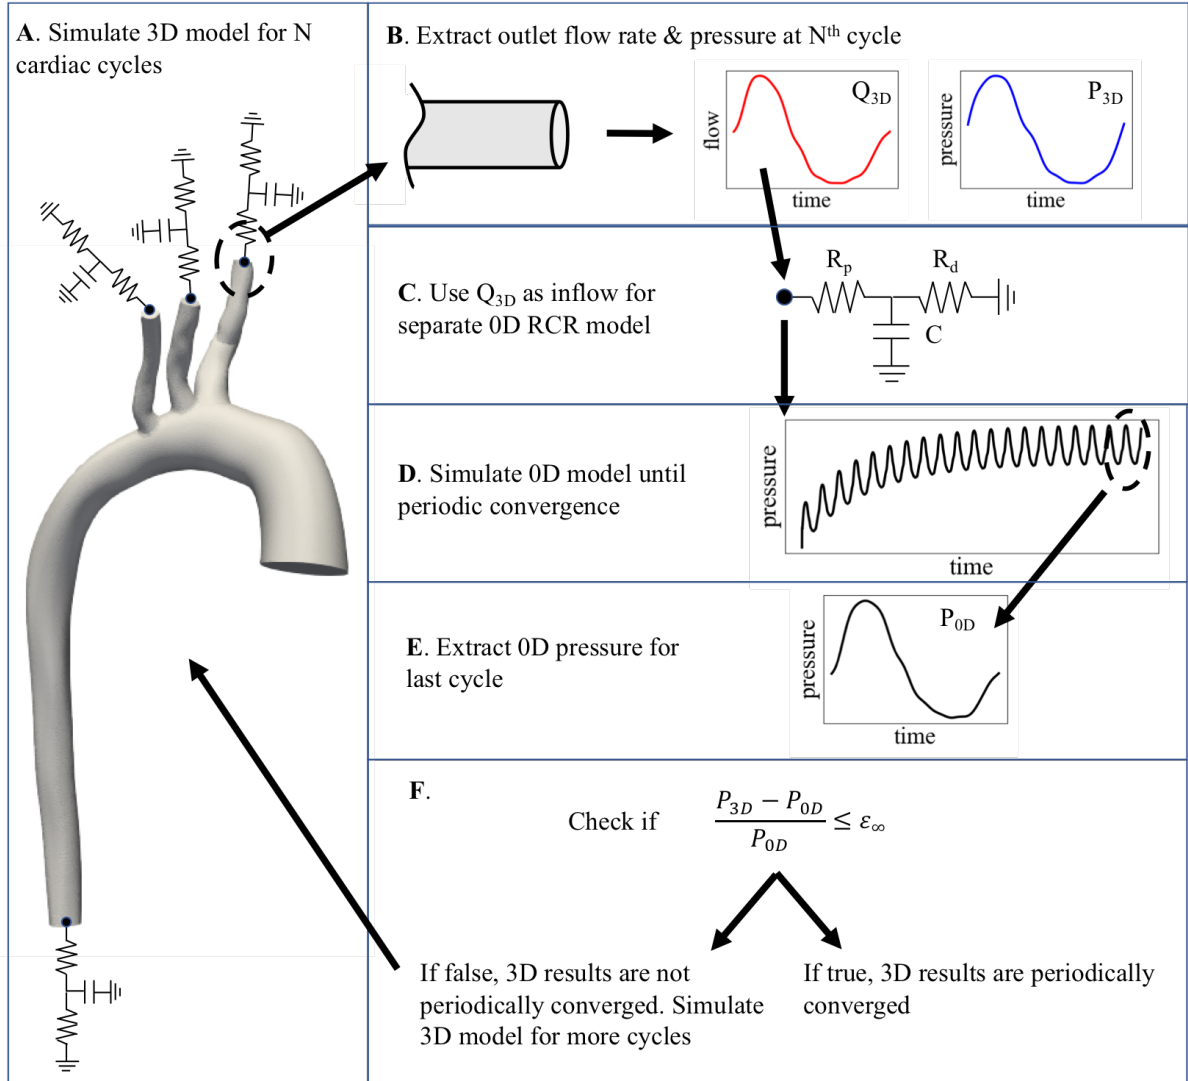 A. Simulate 3D model for N
cardiac cycles
B. Extract outlet flow rate & pressure at Nᵗʰ cycle
flow
Q₃D
time
pressure
P₃D
time
C. Use Q₃D as inflow for
separate 0D RCR model
Rₚ
R_d
C
D. Simulate 0D model until
periodic convergence
pressure
time
E. Extract 0D pressure for
last cycle
pressure
P₀D
time
F.
Check if (P₃D − P₀D) / P₀D ≤ ε∞
If false, 3D results are not
periodically converged. Simulate
3D model for more cycles
If true, 3D results are periodically
converged